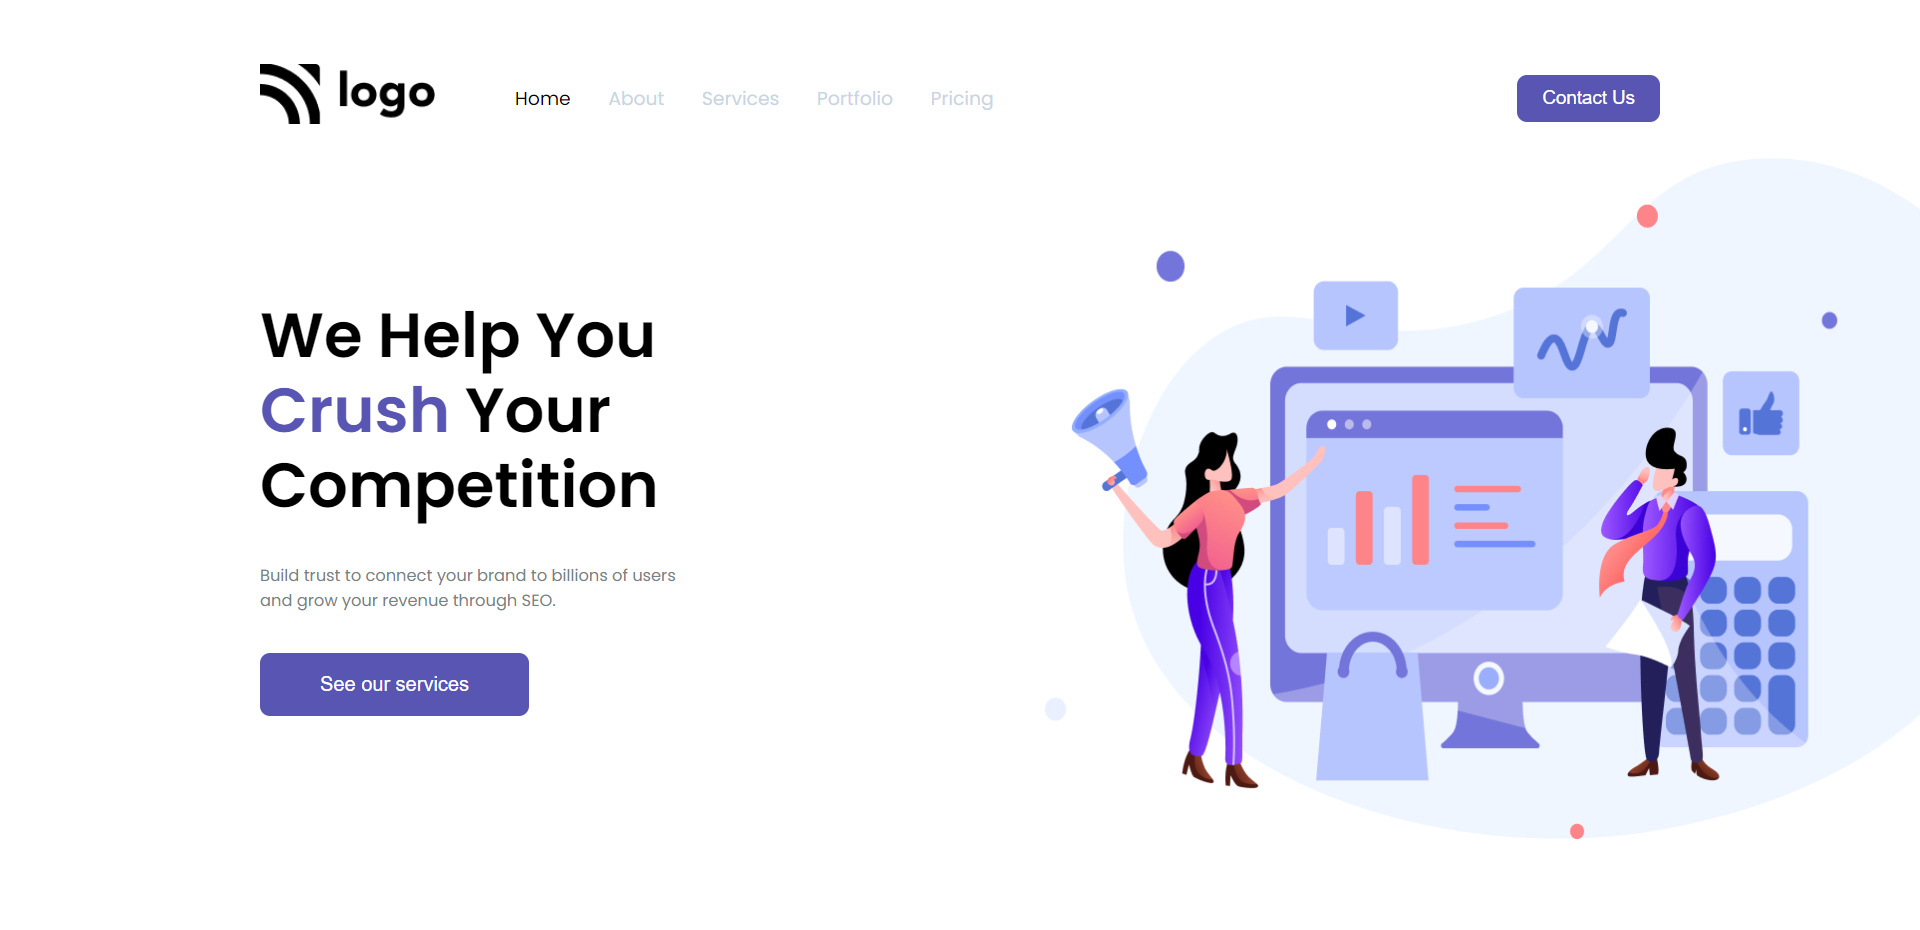 logo
Home About Services Portfolio Pricing
Contact Us
We Help You
Crush Your
Competition
Build trust to connect your brand to billions of users
and grow your revenue through SEO.
See our services